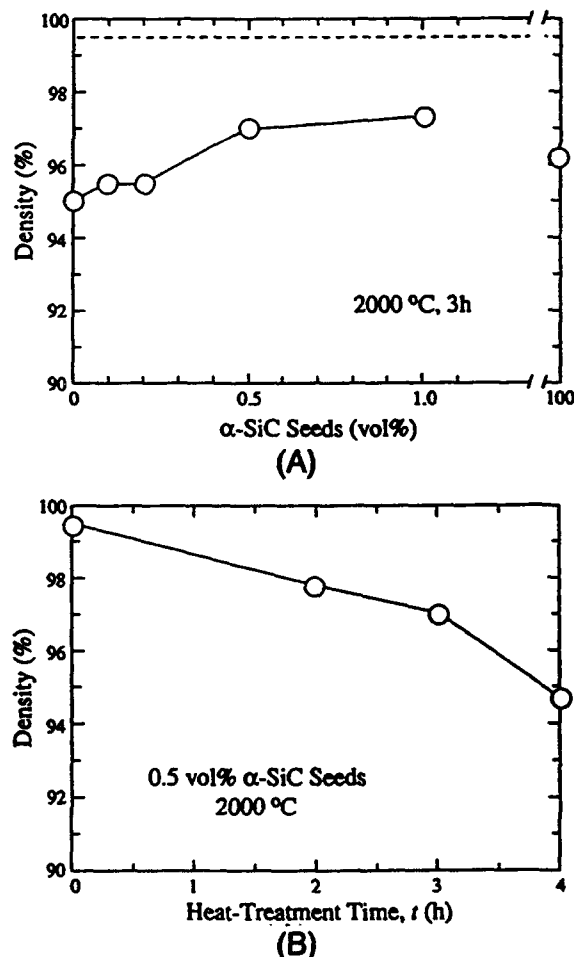 100
98
96
94
92
90
Density (%)
2000 °C, 3h
0 0.5 1.0 100
α-SiC Seeds (vol%)
(A)
100
98
96
94
92
90
Density (%)
0.5 vol% α-SiC Seeds
2000 °C
0 1 2 3 4
Heat-Treatment Time, t (h)
(B)